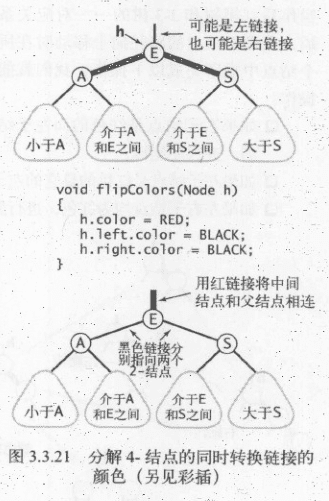 可能是左链接,
也可能是右链接
h
E
A
S
小于A
介于A
和E之间
介于E
和S之间
大于S
void flipColors(Node h)
{
h.color = RED;
h.left.color = BLACK;
h.right.color = BLACK;
}
用红链接将中间
结点和父结点相连
E
A
黑色链接分
别指向两个
2-结点
S
小于A
介于A
和E之间
介于E
和S之间
大于S
图 3.3.21 分解 4- 结点的同时转换链接的
颜色（另见彩插）